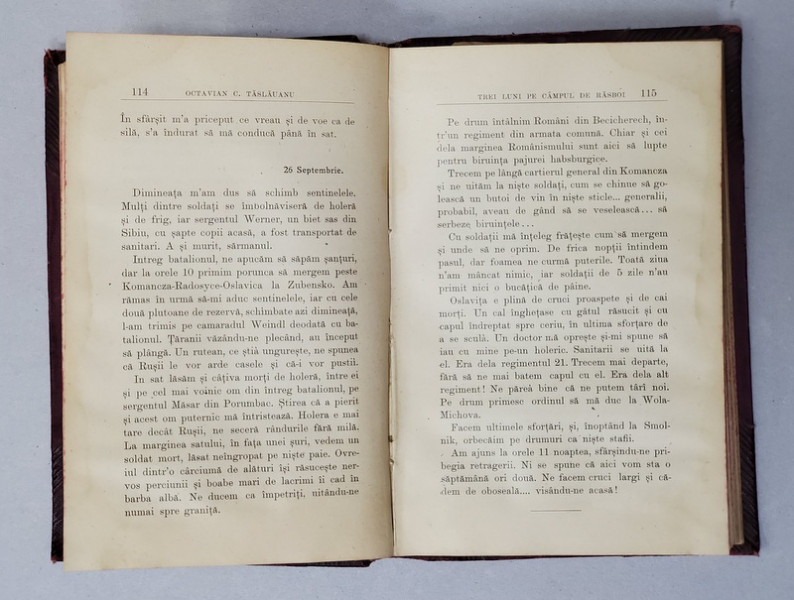 114 OCTAVIAN C. TĂSLĂUANU
În sfârşit m'a priceput ce vreau şi de voe ca de
silă, s'a îndurat să mă conducă până în sat.
26 Septembrie.
Dimineaţa m'am dus să schimb sentinelele.
Mulţi dintre soldaţi se îmbolnăviseră de holeră
şi de frig, iar sergentul Werner, un biet sas din
Sibiu, cu şapte copii acasă, a fost transportat de
sanitari. A şi murit, sărmanul.
Intreg batalionul, ne apucăm să săpăm şanţuri,
dar la orele 10 primim porunca să mergem peste
Komancza-Radosyce-Oslavica la Zubensko. Am
rămas în urmă să-mi aduc sentinelele, iar cu cele
două plutoane de rezervă, schimbate azi dimineaţă,
l-am trimis pe camaradul Weindl deodată cu ba-
talionul. Ţăranii văzându-ne plecând, au început
să plângă. Un rutean, ce ştiă ungureşte, ne spunea
că Ruşii le vor arde casele şi că-i vor pustii.
In sat lăsăm şi câţiva morţi de holeră, între ei
şi pe cel mai voinic om din întreg batalionul, pe
sergentul Măsar din Porumbac. Ştirea că a pierit
şi acest om puternic mă întristează. Holera e mai
tare decât Ruşii, ne seceră rândurile fără milă.
La marginea satului, în faţa unei şuri, vedem un
soldat mort, lăsat neîngropat pe nişte paie. Ovre-
iul dintr'o cârciumă de alături îşi răsuceşte ner-
vos perciunii şi boabe mari de lacrimi îi cad în
barba albă. Ne ducem ca împetriţi, uitându-ne
numai spre graniţă.
TREI LUNI PE CÂMPUL DE RĂSBOI 115
Pe drum întâlnim Români din Becicherech, în-
tr'un regiment din armata comună. Chiar şi cei
dela marginea Românismului sunt aici să lupte
pentru biruinţa pajurei habsburgice.
Trecem pe lângă cartierul general din Komancza
şi ne uităm la nişte soldaţi, cum se chinue să go-
lească un butoi de vin în nişte sticle... generalii,
probabil, aveau de gând să se veselească... să
serbeze biruinţele...
Cu soldaţii mă înţeleg frăţeşte cum să mergem
şi unde să ne oprim. De frica nopţii întindem
pasul, dar foamea ne curmă puterile. Toată ziua
n'am mâncat nimic, iar soldaţii de 5 zile n'au
primit nici o bucăţică de pâine.
Oslaviţa e plină de cruci proaspete şi de cai
morţi. Un cal îngheţase cu gâtul răsucit şi cu
capul îndreptat spre ceriu, în ultima sforţare de
a se sculă. Un doctor mă opreşte şi-mi spune să
iau cu mine pe-un holeric. Sanitarii se uită la
el. Era dela regimentul 21. Trecem mai departe,
fără să ne mai batem capul cu el. Era dela alt
regiment! Ne păreă bine că ne putem târî noi.
Pe drum primesc ordinul să mă duc la Wola-
Michova.
Facem ultimele sforţări, şi, înoptând la Smol-
nik, orbecăim pe drumuri ca nişte stafii.
Am ajuns la orele 11 noaptea, sfârşindu-ne pri-
begia retragerii. Ni se spune că aici vom sta o
săptămână ori două. Ne facem cruci largi şi că-
dem de oboseală.... visându-ne acasă!